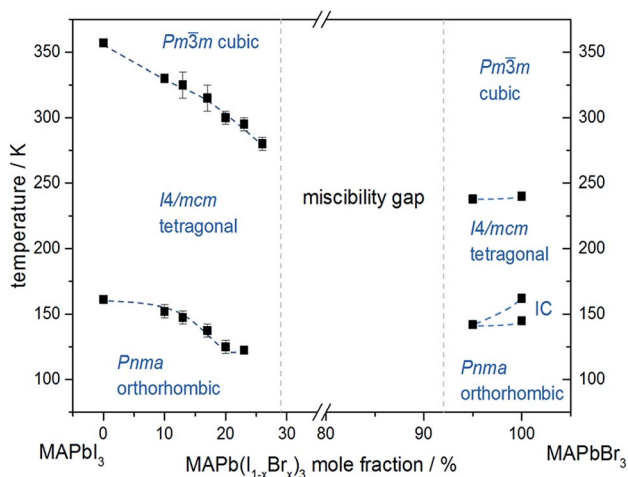 Pm3̅m cubic
Pm3̅m
cubic
I4/mcm
tetragonal
miscibility gap
I4/mcm
tetragonal
IC
Pnma
orthorhombic
Pnma
orthorhombic
temperature / K
350
300
250
200
150
100
350
300
250
200
150
100
0 10 20 30 80 90 100
MAPbI₃
MAPb(I₁₋ₓBrₓ)₃ mole fraction / %
MAPbBr₃